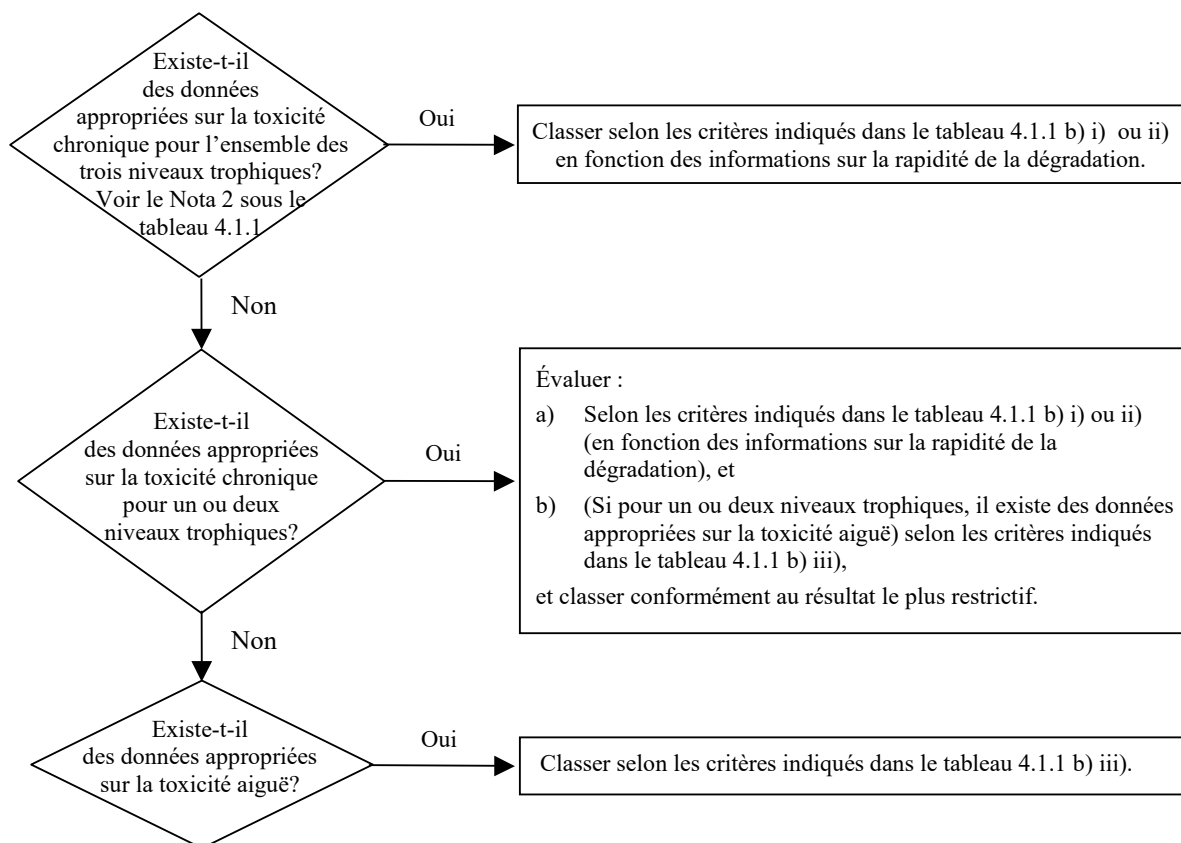 Existe-t-il
des données
appropriées sur la toxicité
chronique pour l'ensemble des
trois niveaux trophiques?
Voir le Nota 2 sous le
tableau 4.1.1
Oui
Classer selon les critères indiqués dans le tableau 4.1.1 b) i) ou ii)
en fonction des informations sur la rapidité de la dégradation.
Non
Existe-t-il
des données appropriées
sur la toxicité chronique
pour un ou deux
niveaux trophiques?
Oui
Évaluer :
a) Selon les critères indiqués dans le tableau 4.1.1 b) i) ou ii)
(en fonction des informations sur la rapidité de la
dégradation), et
b) (Si pour un ou deux niveaux trophiques, il existe des données
appropriées sur la toxicité aiguë) selon les critères indiqués
dans le tableau 4.1.1 b) iii),
et classer conformément au résultat le plus restrictif.
Non
Existe-t-il
des données appropriées
sur la toxicité aiguë?
Oui
Classer selon les critères indiqués dans le tableau 4.1.1 b) iii).